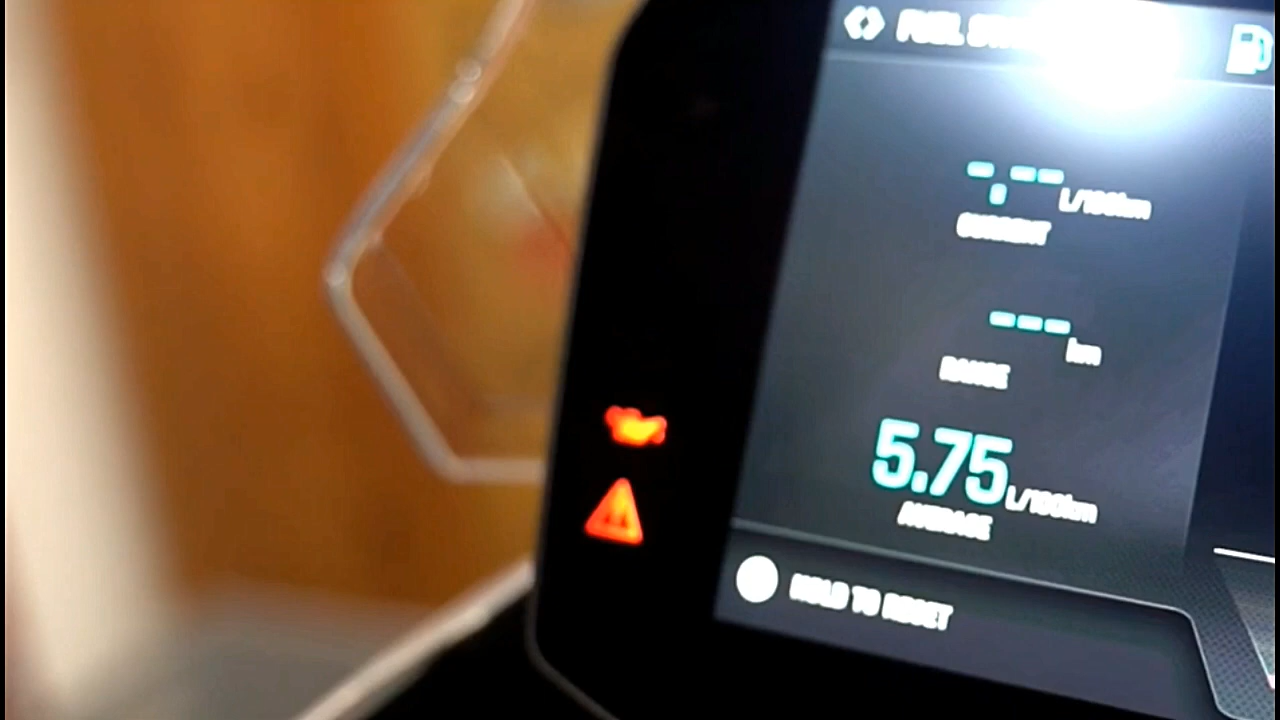 FUEL
-.-- L/100km
CURRENT
--- km
RANGE
5.75 L/100km
AVERAGE
HOLD TO RESET